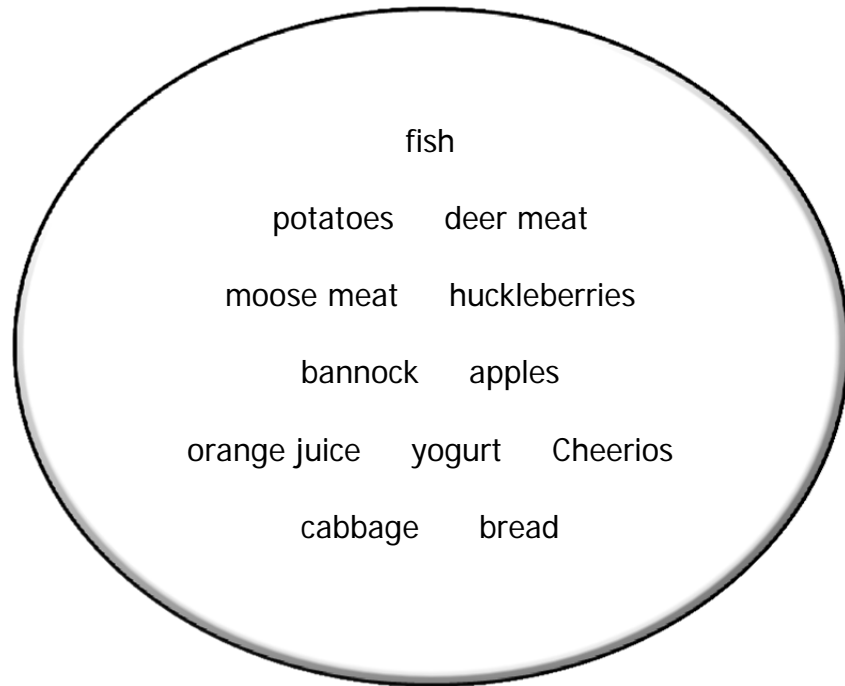 fish
potatoes deer meat
moose meat huckleberries
bannock apples
orange juice yogurt Cheerios
cabbage bread